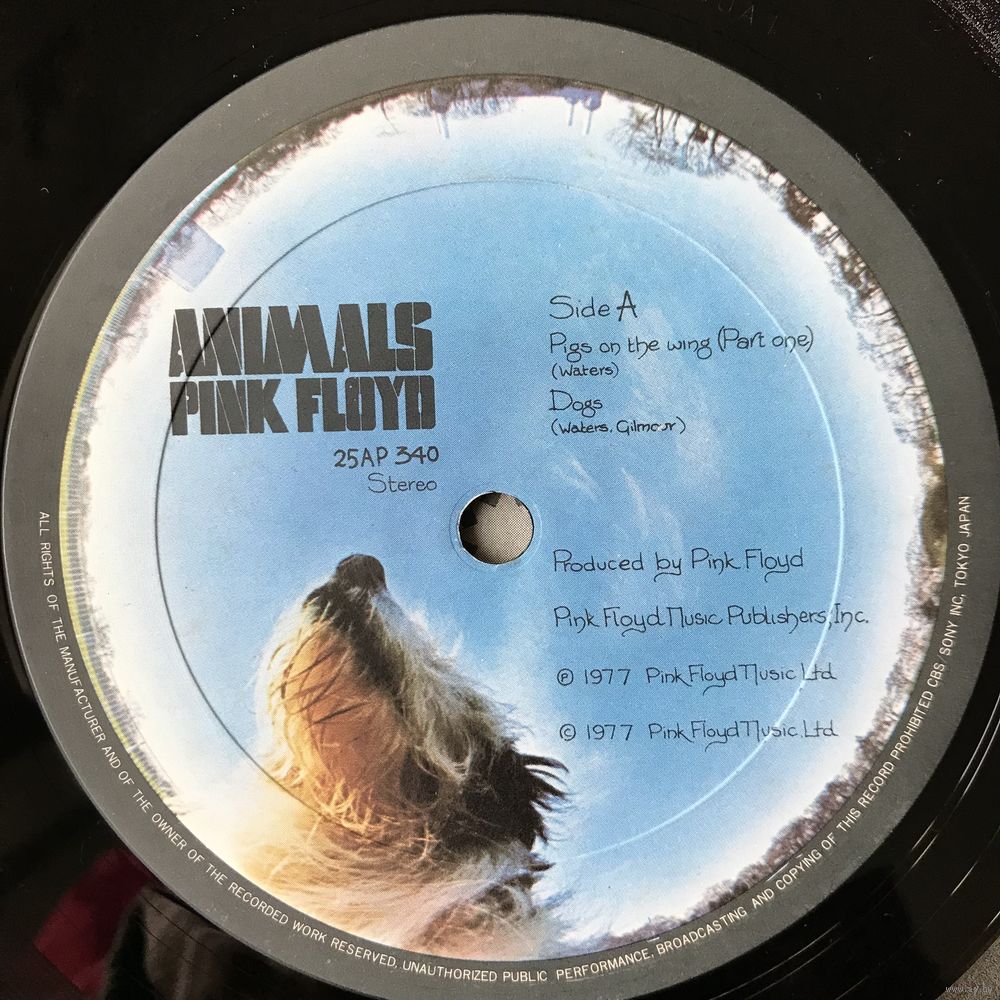 ANIMALS
PINK FLOYD
25AP 340
Stereo
Side A
Pigs on the wing (Part one)
(Waters)
Dogs
(Waters, Gilmour)
Produced by Pink Floyd
Pink Floyd Music Publishers, Inc.
℗ 1977 Pink Floyd Music Ltd
© 1977 Pink Floyd Music Ltd
ALL RIGHTS OF THE MANUFACTURER AND OF THE OWNER OF THE RECORDED WORK RESERVED, UNAUTHORIZED PUBLIC PERFORMANCE, BROADCASTING AND COPYING OF THIS RECORD PROHIBITED CBS/SONY INC, TOKYO JAPAN